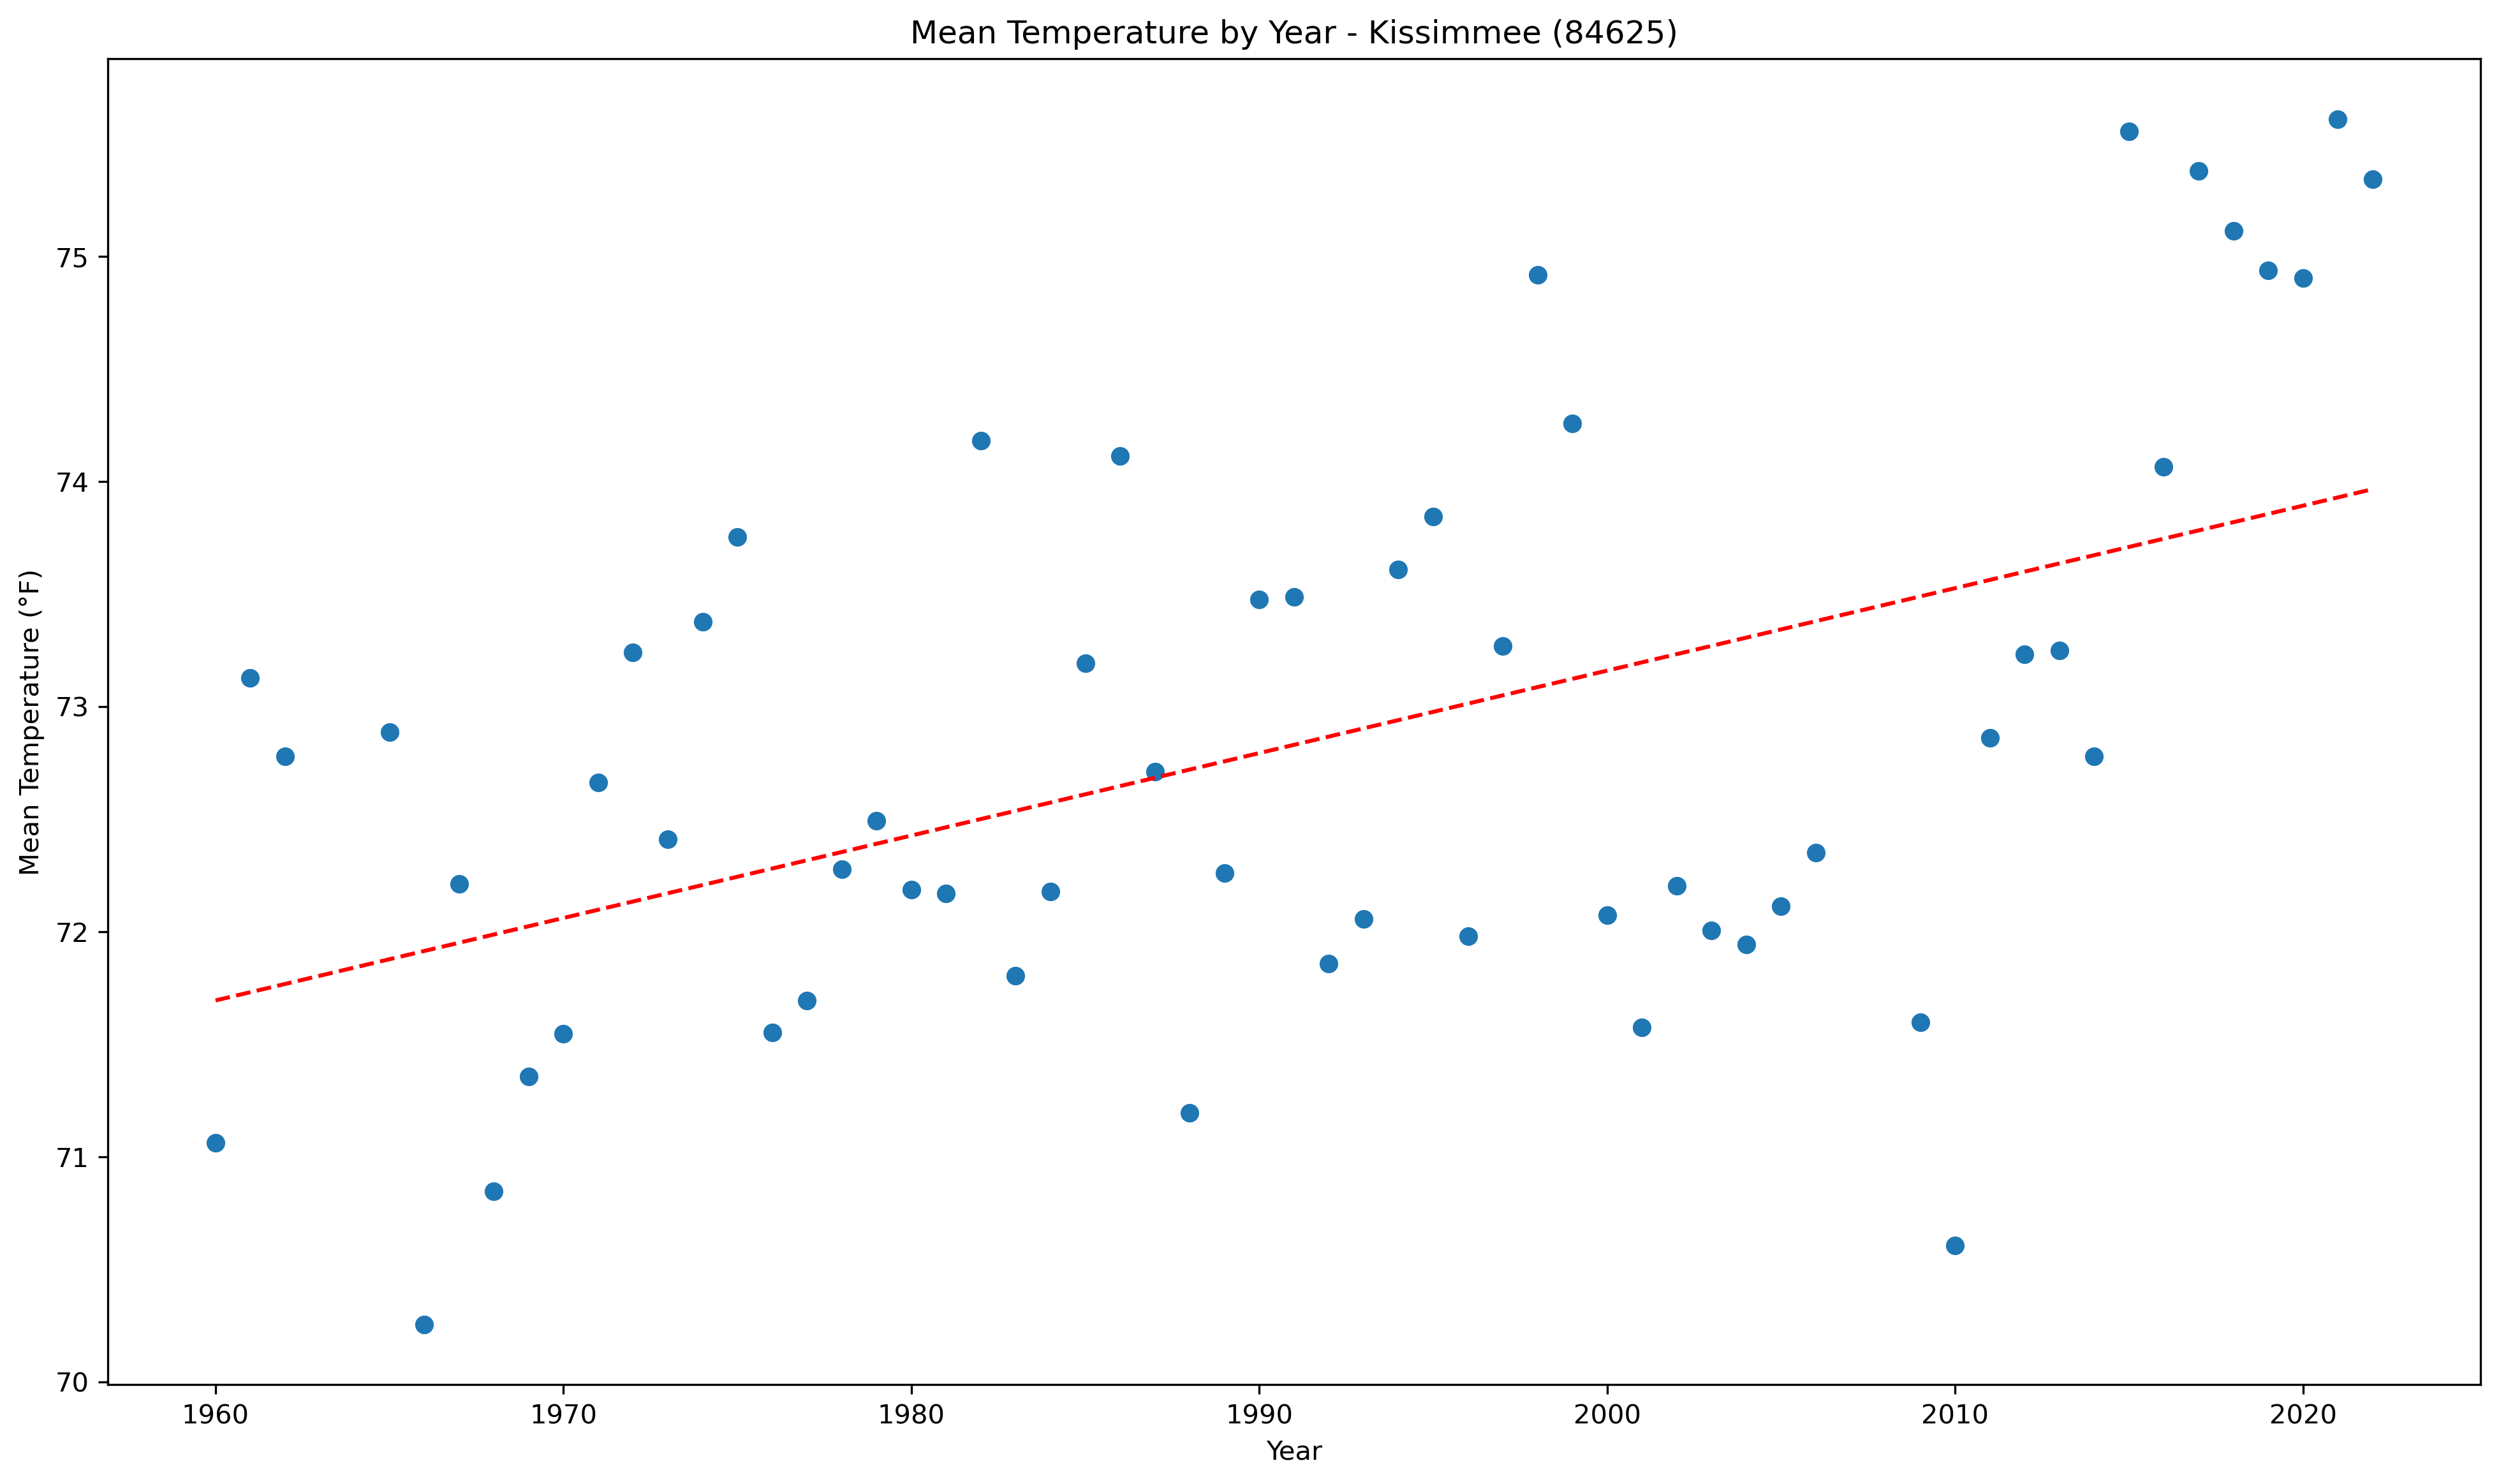 Mean Temperature by Year - Kissimmee (84625)
Mean Temperature (°F)
75
74
73
72
71
70
1960 1970 1980 1990 2000 2010 2020
Year